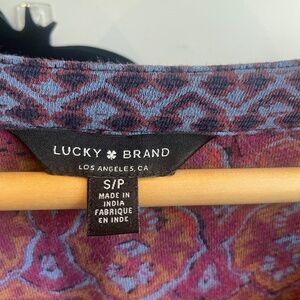 LUCKY BRAND
LOS ANGELES, CA
S/P
MADE IN
INDIA
FABRIQUE
EN INDE